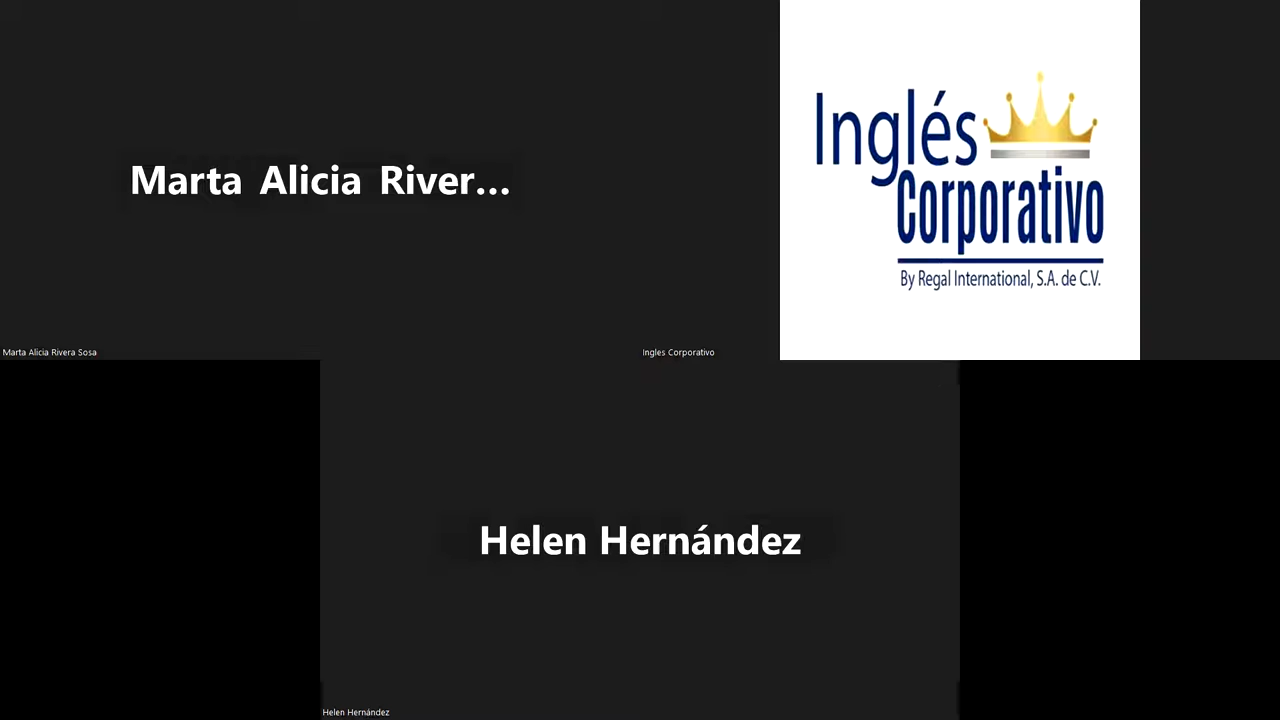 Marta Alicia River...
Marta Alicia Rivera Sosa
Inglés
Corporativo
By Regal International, S.A. de C.V.
Ingles Corporativo
Helen Hernández
Helen Hernández